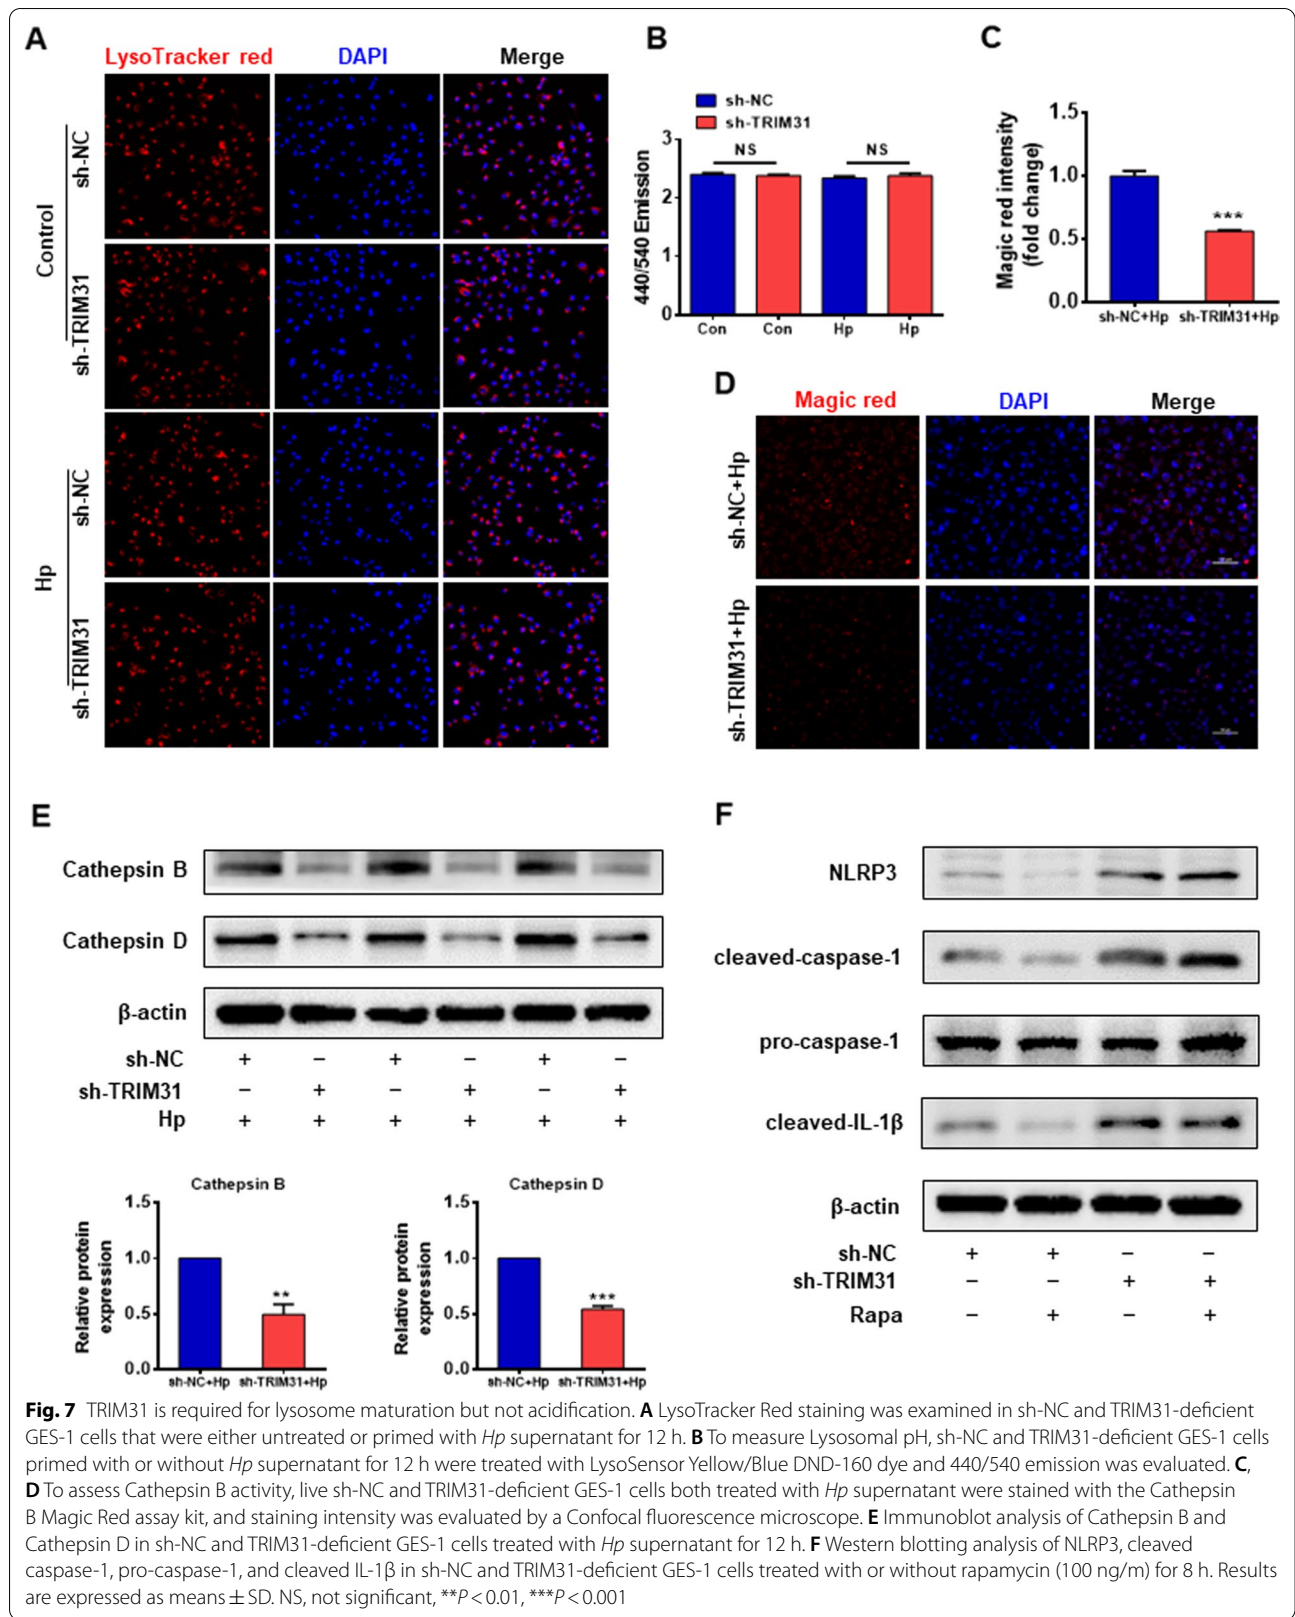 A
LysoTracker red DAPI Merge
Control
sh-NC
sh-TRIM31
Hp
sh-NC
sh-TRIM31
B
sh-NC
sh-TRIM31
440/540 Emission
3
2
1
0
NS NS
Con Con Hp Hp
C
Magic red intensity
(fold change)
1.5
1.0
0.5
0.0
***
sh-NC+Hp sh-TRIM31+Hp
D
Magic red DAPI Merge
sh-NC+Hp
sh-TRIM31+Hp
E
Cathepsin B
Cathepsin D
β-actin
sh-NC + − + − + −
sh-TRIM31 − + − + − +
Hp + + + + + +
Cathepsin B
Relative protein
expression
1.5
1.0
0.5
0.0
**
sh-NC+Hp sh-TRIM31+Hp
Cathepsin D
Relative protein
expression
1.5
1.0
0.5
0.0
***
sh-NC+Hp sh-TRIM31+Hp
F
NLRP3
cleaved-caspase-1
pro-caspase-1
cleaved-IL-1β
β-actin
sh-NC + + − −
sh-TRIM31 − − + +
Rapa − + − +
Fig. 7 TRIM31 is required for lysosome maturation but not acidification. A LysoTracker Red staining was examined in sh-NC and TRIM31-deficient
GES-1 cells that were either untreated or primed with Hp supernatant for 12 h. B To measure Lysosomal pH, sh-NC and TRIM31-deficient GES-1 cells
primed with or without Hp supernatant for 12 h were treated with LysoSensor Yellow/Blue DND-160 dye and 440/540 emission was evaluated. C,
D To assess Cathepsin B activity, live sh-NC and TRIM31-deficient GES-1 cells both treated with Hp supernatant were stained with the Cathepsin
B Magic Red assay kit, and staining intensity was evaluated by a Confocal fluorescence microscope. E Immunoblot analysis of Cathepsin B and
Cathepsin D in sh-NC and TRIM31-deficient GES-1 cells treated with Hp supernatant for 12 h. F Western blotting analysis of NLRP3, cleaved
caspase-1, pro-caspase-1, and cleaved IL-1β in sh-NC and TRIM31-deficient GES-1 cells treated with or without rapamycin (100 ng/m) for 8 h. Results
are expressed as means ± SD. NS, not significant, **P < 0.01, ***P < 0.001